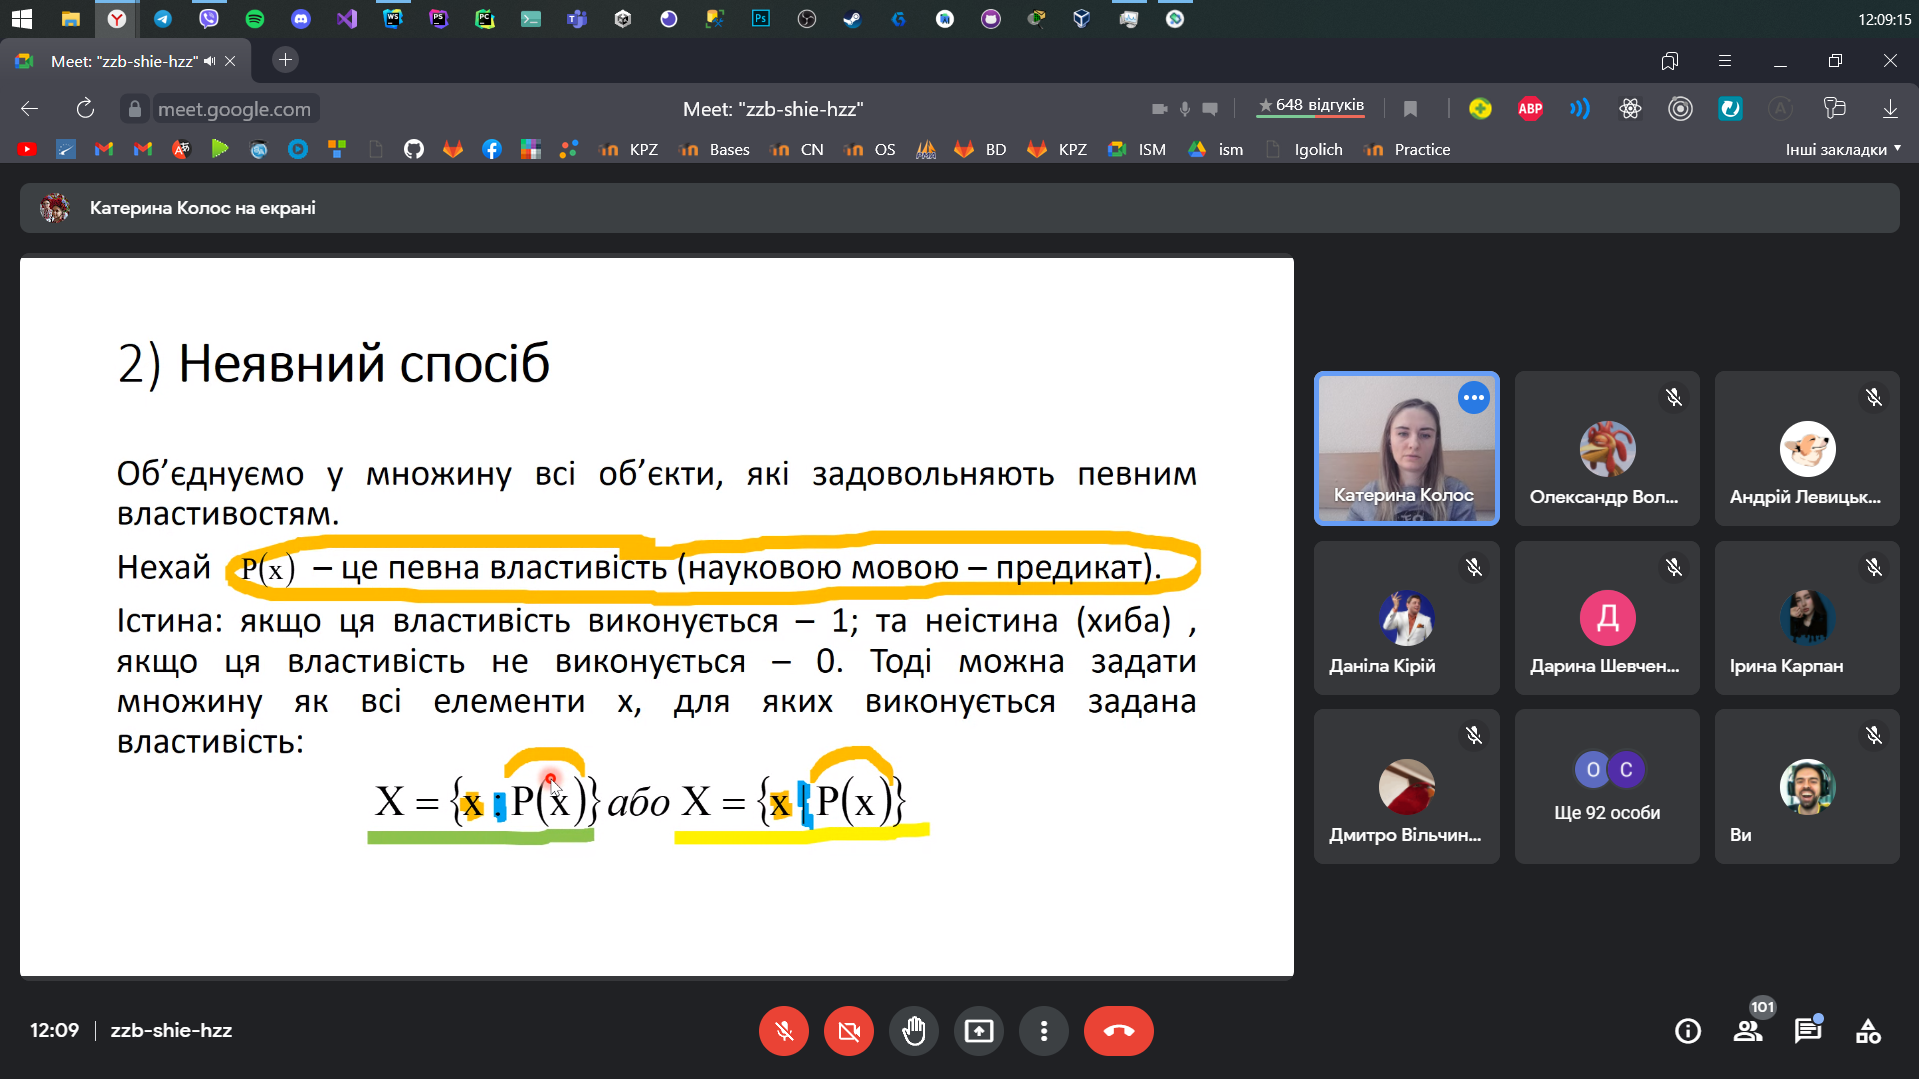 12:09:15
Meet: "zzb-shie-hzz"
meet.google.com
Meet: "zzb-shie-hzz"
648 відгуків
ABP
KPZ
Bases
CN
OS
BD
KPZ
ISM
ism
Igolich
Practice
Інші закладки
Катерина Колос на екрані
2) Неявний спосіб
Об’єднуємо у множину всі об’єкти, які задовольняють певним
властивостям.
Нехай P(x) – це певна властивість (науковою мовою – предикат).
Істина: якщо ця властивість виконується – 1; та неістина (хиба) ,
якщо ця властивість не виконується – 0. Тоді можна задати
множину як всі елементи х, для яких виконується задана
властивість:
X = {x : P(x)} або X = {x | P(x)}
Катерина Колос
Олександр Вол...
Андрій Левицьк...
Даніла Кірій
Д
Дарина Шевчен...
Ірина Карпан
Дмитро Вільчин...
О С
Ще 92 особи
Ви
12:09 | zzb-shie-hzz
101